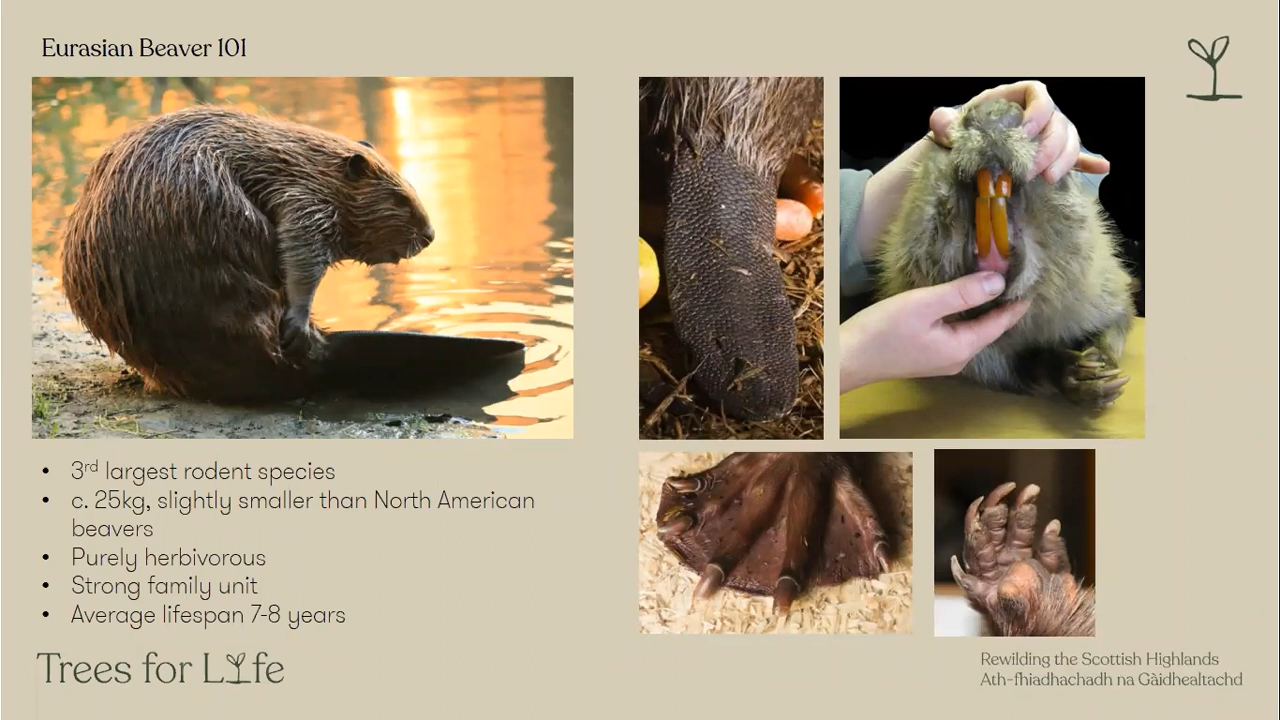 Eurasian Beaver 101
• 3rd largest rodent species
• c. 25kg, slightly smaller than North American
beavers
• Purely herbivorous
• Strong family unit
• Average lifespan 7-8 years
Trees for Life
Rewilding the Scottish Highlands
Ath-fhiadhachadh na Gàidhealtachd